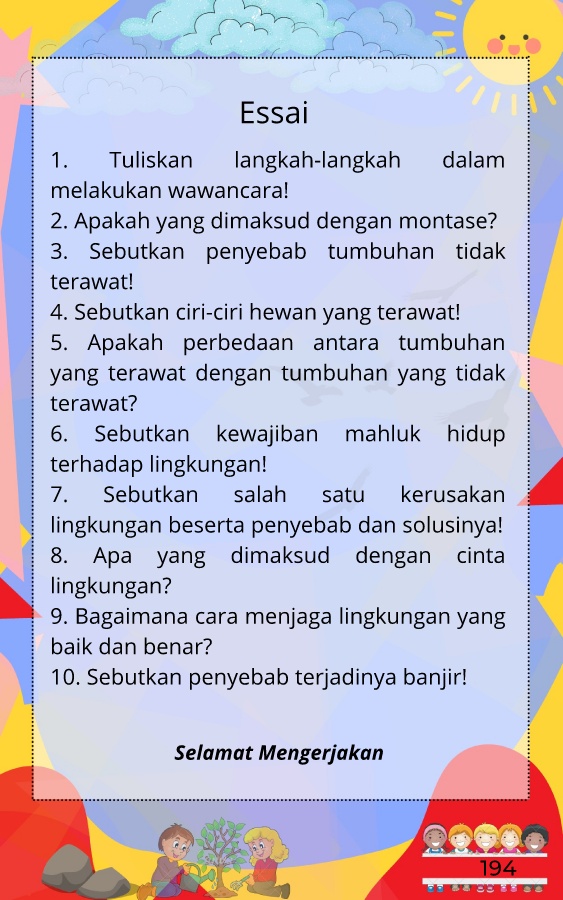 Essai
1. Tuliskan langkah-langkah dalam
melakukan wawancara!
2. Apakah yang dimaksud dengan montase?
3. Sebutkan penyebab tumbuhan tidak
terawat!
4. Sebutkan ciri-ciri hewan yang terawat!
5. Apakah perbedaan antara tumbuhan
yang terawat dengan tumbuhan yang tidak
terawat?
6. Sebutkan kewajiban mahluk hidup
terhadap lingkungan!
7. Sebutkan salah satu kerusakan
lingkungan beserta penyebab dan solusinya!
8. Apa yang dimaksud dengan cinta
lingkungan?
9. Bagaimana cara menjaga lingkungan yang
baik dan benar?
10. Sebutkan penyebab terjadinya banjir!
Selamat Mengerjakan
194